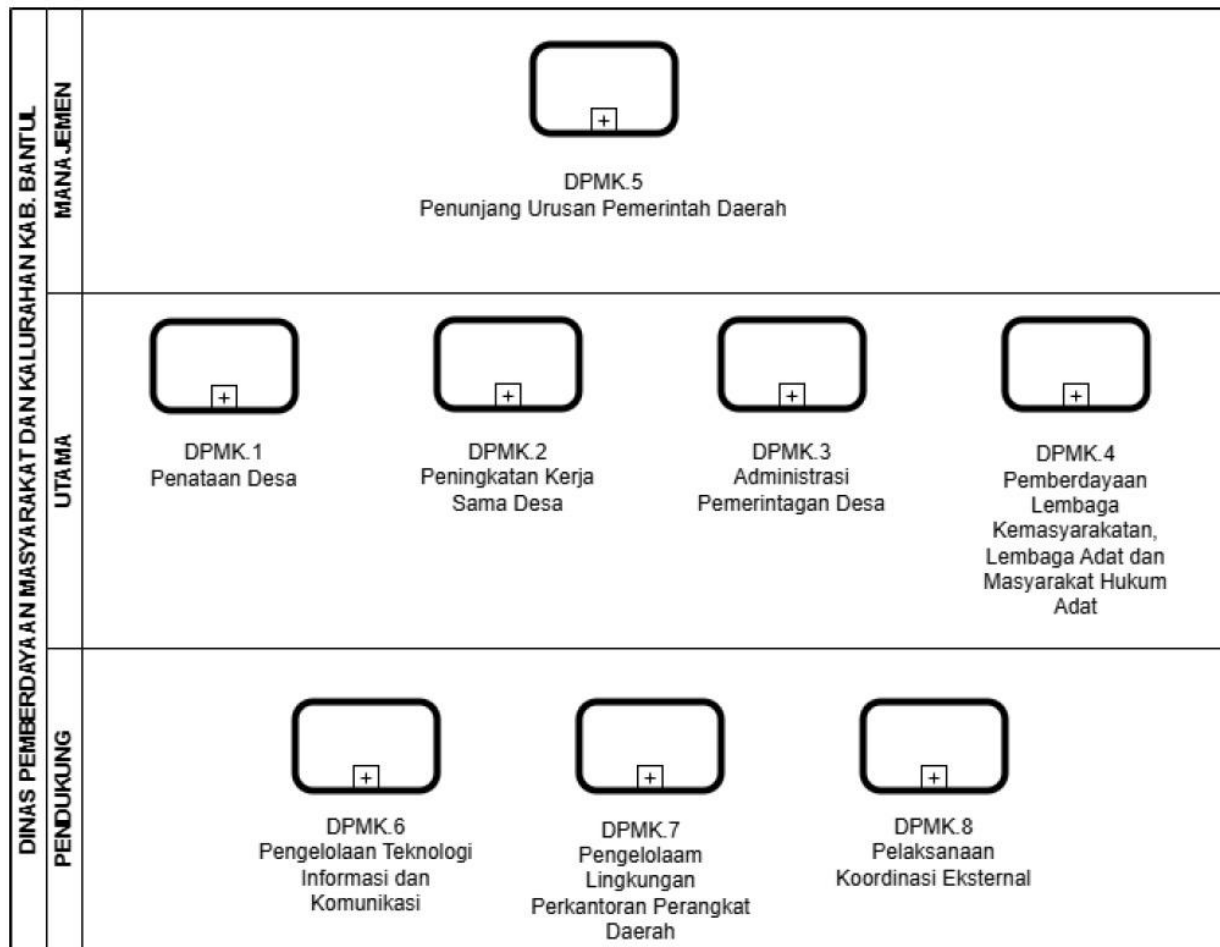 DINAS PEMBERDAYAAN MASYARAKAT DAN KALURAHAN KAB. BANTUL
MANAJEMEN
DPMK.5
Penunjang Urusan Pemerintah Daerah
UTAMA
DPMK.1
Penataan Desa
DPMK.2
Peningkatan Kerja
Sama Desa
DPMK.3
Administrasi
Pemerintagan Desa
DPMK.4
Pemberdayaan
Lembaga
Kemasyarakatan,
Lembaga Adat dan
Masyarakat Hukum
Adat
PENDUKUNG
DPMK.6
Pengelolaan Teknologi
Informasi dan
Komunikasi
DPMK.7
Pengelolaam
Lingkungan
Perkantoran Perangkat
Daerah
DPMK.8
Pelaksanaan
Koordinasi Eksternal